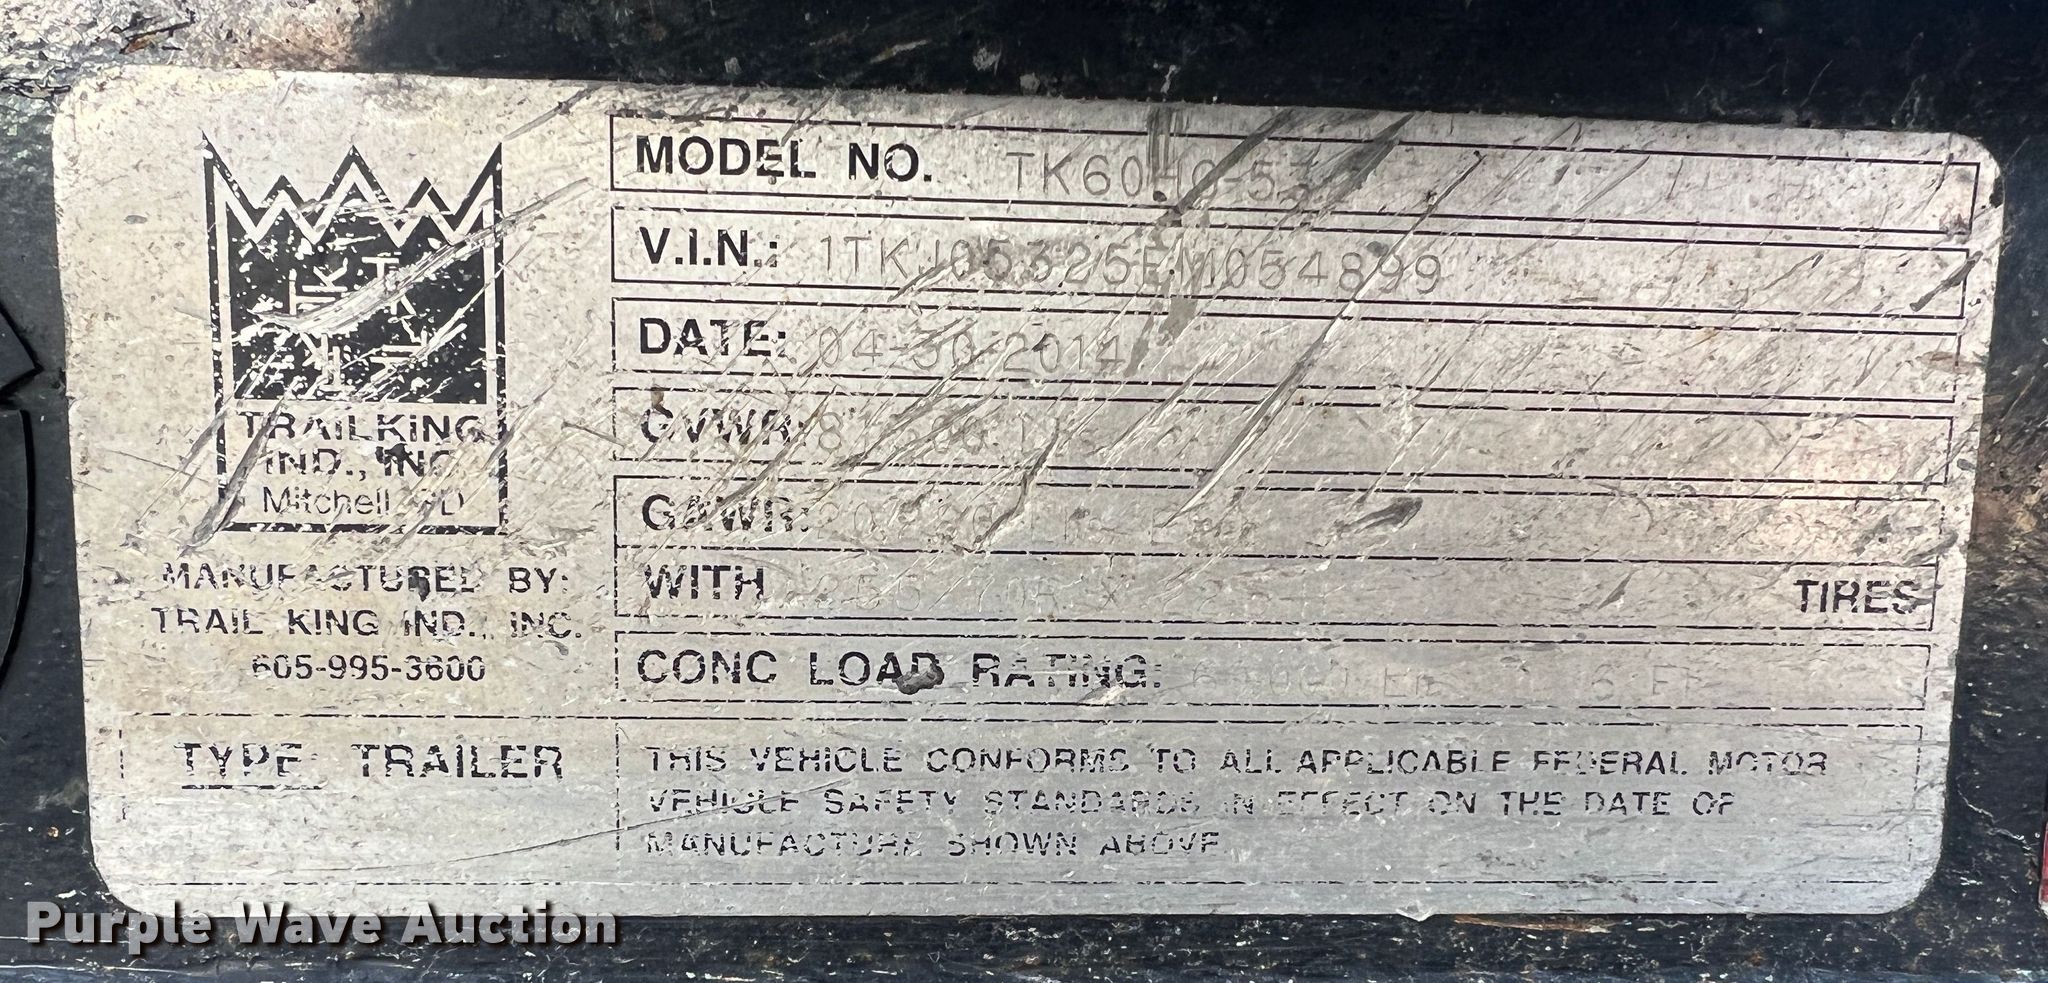 MODEL NO.
V.I.N.: 1TKJ05325EM054899
DATE: 04-30-2014
GVWR:
GAWR:
WITH TIRES
CONC LOAD RATING:
TK
TRAILKING
IND., INC
Mitchell, SD
MANUFACTURED BY:
TRAIL KING IND., INC.
605-995-3600
TYPE: TRAILER
THIS VEHICLE CONFORMS TO ALL APPLICABLE FEDERAL MOTOR
VEHICLE SAFETY STANDARDS IN EFFECT ON THE DATE OF
MANUFACTURE SHOWN ABOVE
Purple Wave Auction